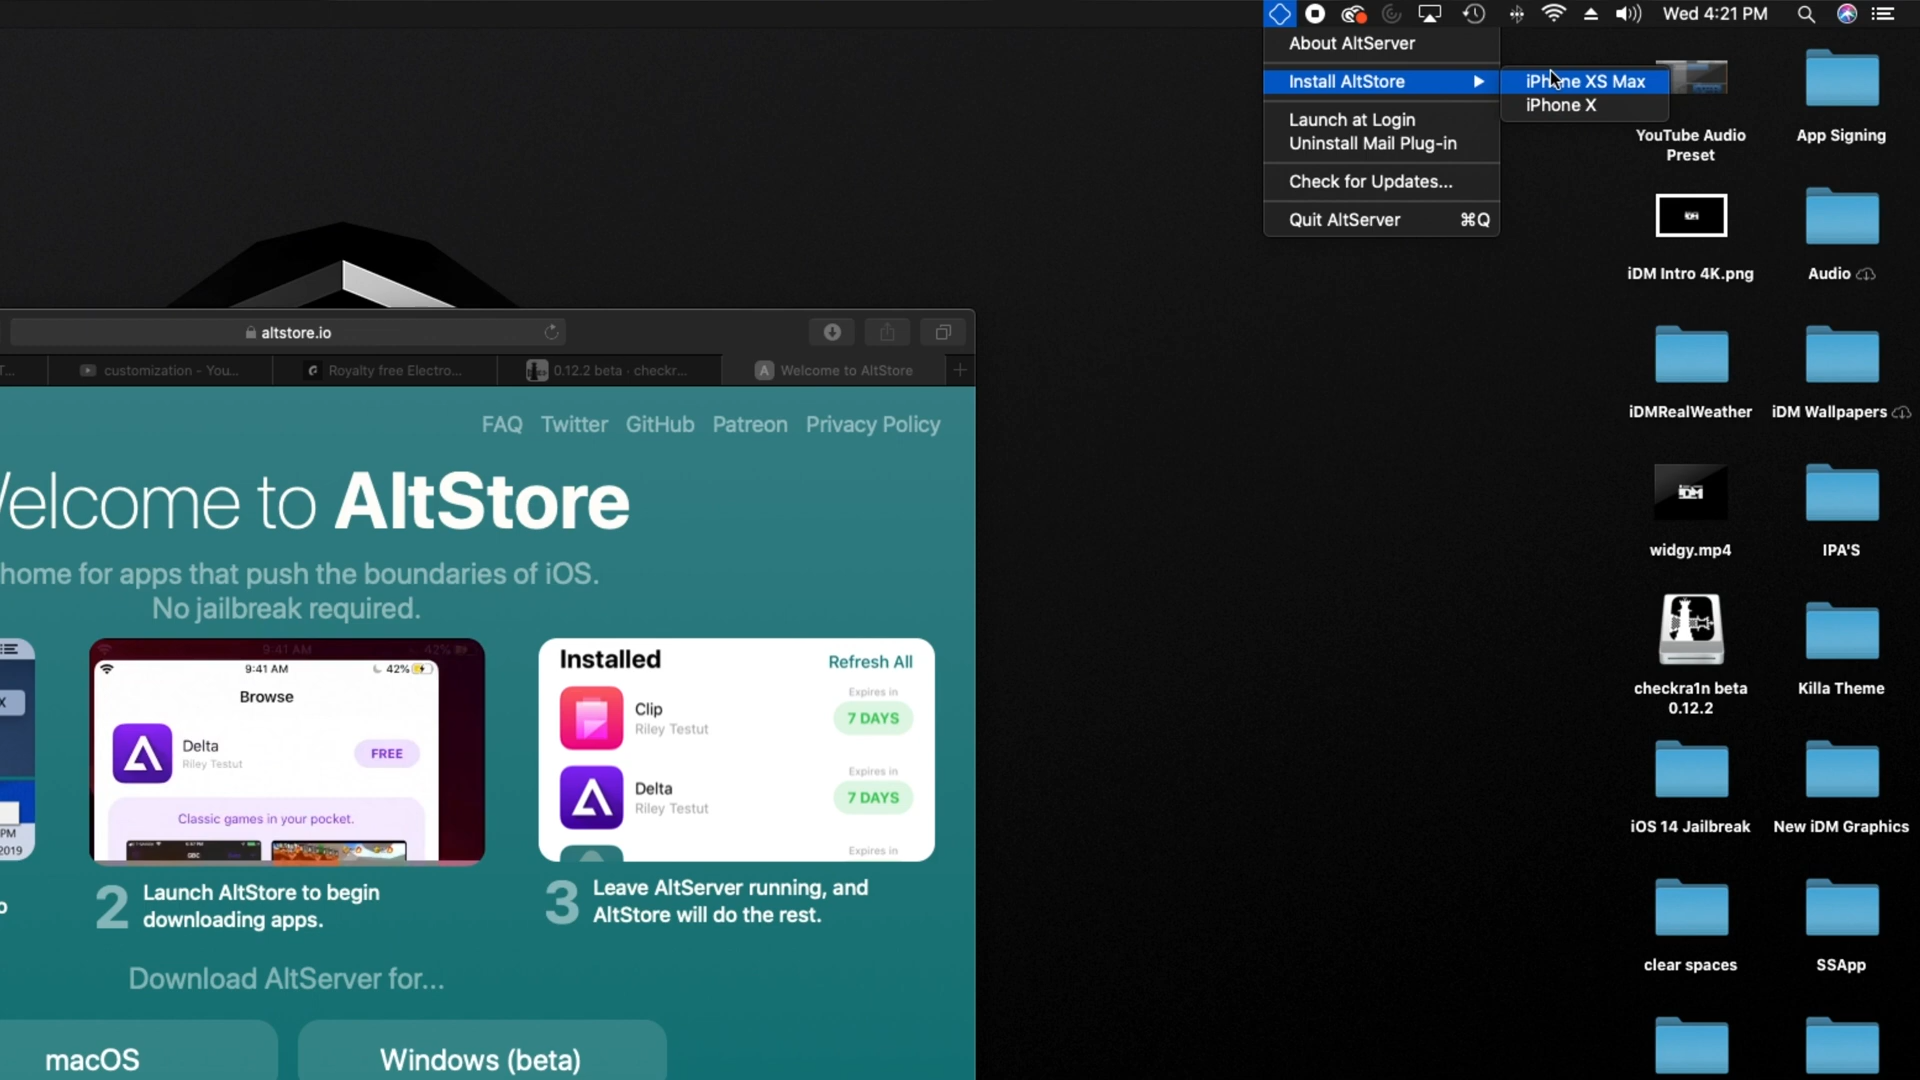 Wed 4:21 PM
About AltServer
Install AltStore
iPhone XS Max
iPhone X
Launch at Login
Uninstall Mail Plug-in
Check for Updates...
Quit AltServer ⌘Q
YouTube Audio
Preset
App Signing
iDM Intro 4K.png
Audio
iDMRealWeather
iDM Wallpapers
widgy.mp4
IPA'S
checkra1n beta
0.12.2
Killa Theme
iOS 14 Jailbreak
New iDM Graphics
clear spaces
SSApp
altstore.io
T...
customization - You...
Royalty free Electro...
0.12.2 beta · checkr...
Welcome to AltStore
FAQ Twitter GitHub Patreon Privacy Policy
elcome to AltStore
home for apps that push the boundaries of iOS.
No jailbreak required.
X
PM
2019
9:41 AM 42%
9:41 AM 42%
Browse
Delta
Riley Testut
FREE
Classic games in your pocket.
GBC
Installed Refresh All
Clip
Riley Testut
Expires in
7 DAYS
Delta
Riley Testut
Expires in
7 DAYS
Expires in
o
2 Launch AltStore to begin
downloading apps.
3 Leave AltServer running, and
AltStore will do the rest.
Download AltServer for...
macOS
Windows (beta)